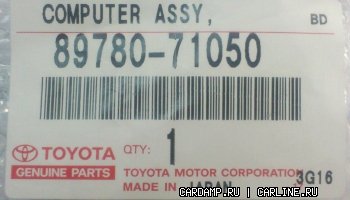 COMPUTER ASSY, BD
89780-71050
TOYOTA QTY: 1
GENUINE PARTS
TOYOTA MOTOR CORPORATION
MADE IN JAPAN 3G16
CARDAMP.RU | CARLINE.RU